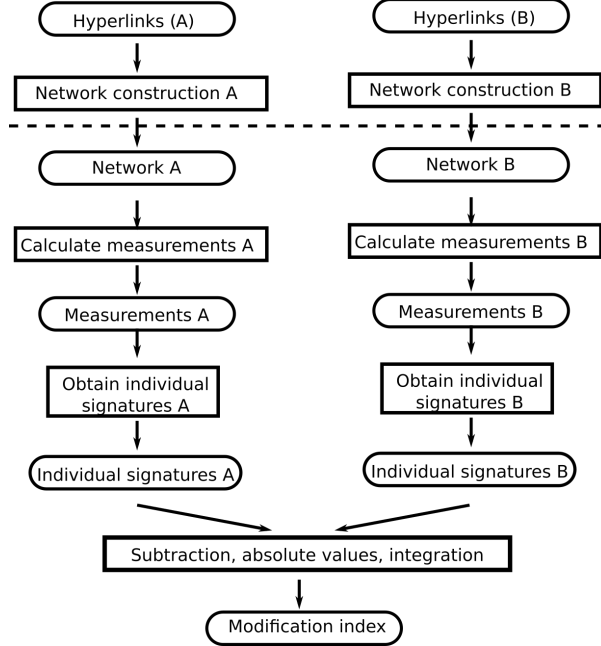 Hyperlinks (A)
Hyperlinks (B)
Network construction A
Network construction B
Network A
Network B
Calculate measurements A
Calculate measurements B
Measurements A
Measurements B
Obtain individual
signatures A
Obtain individual
signatures B
Individual signatures A
Individual signatures B
Subtraction, absolute values, integration
Modification index